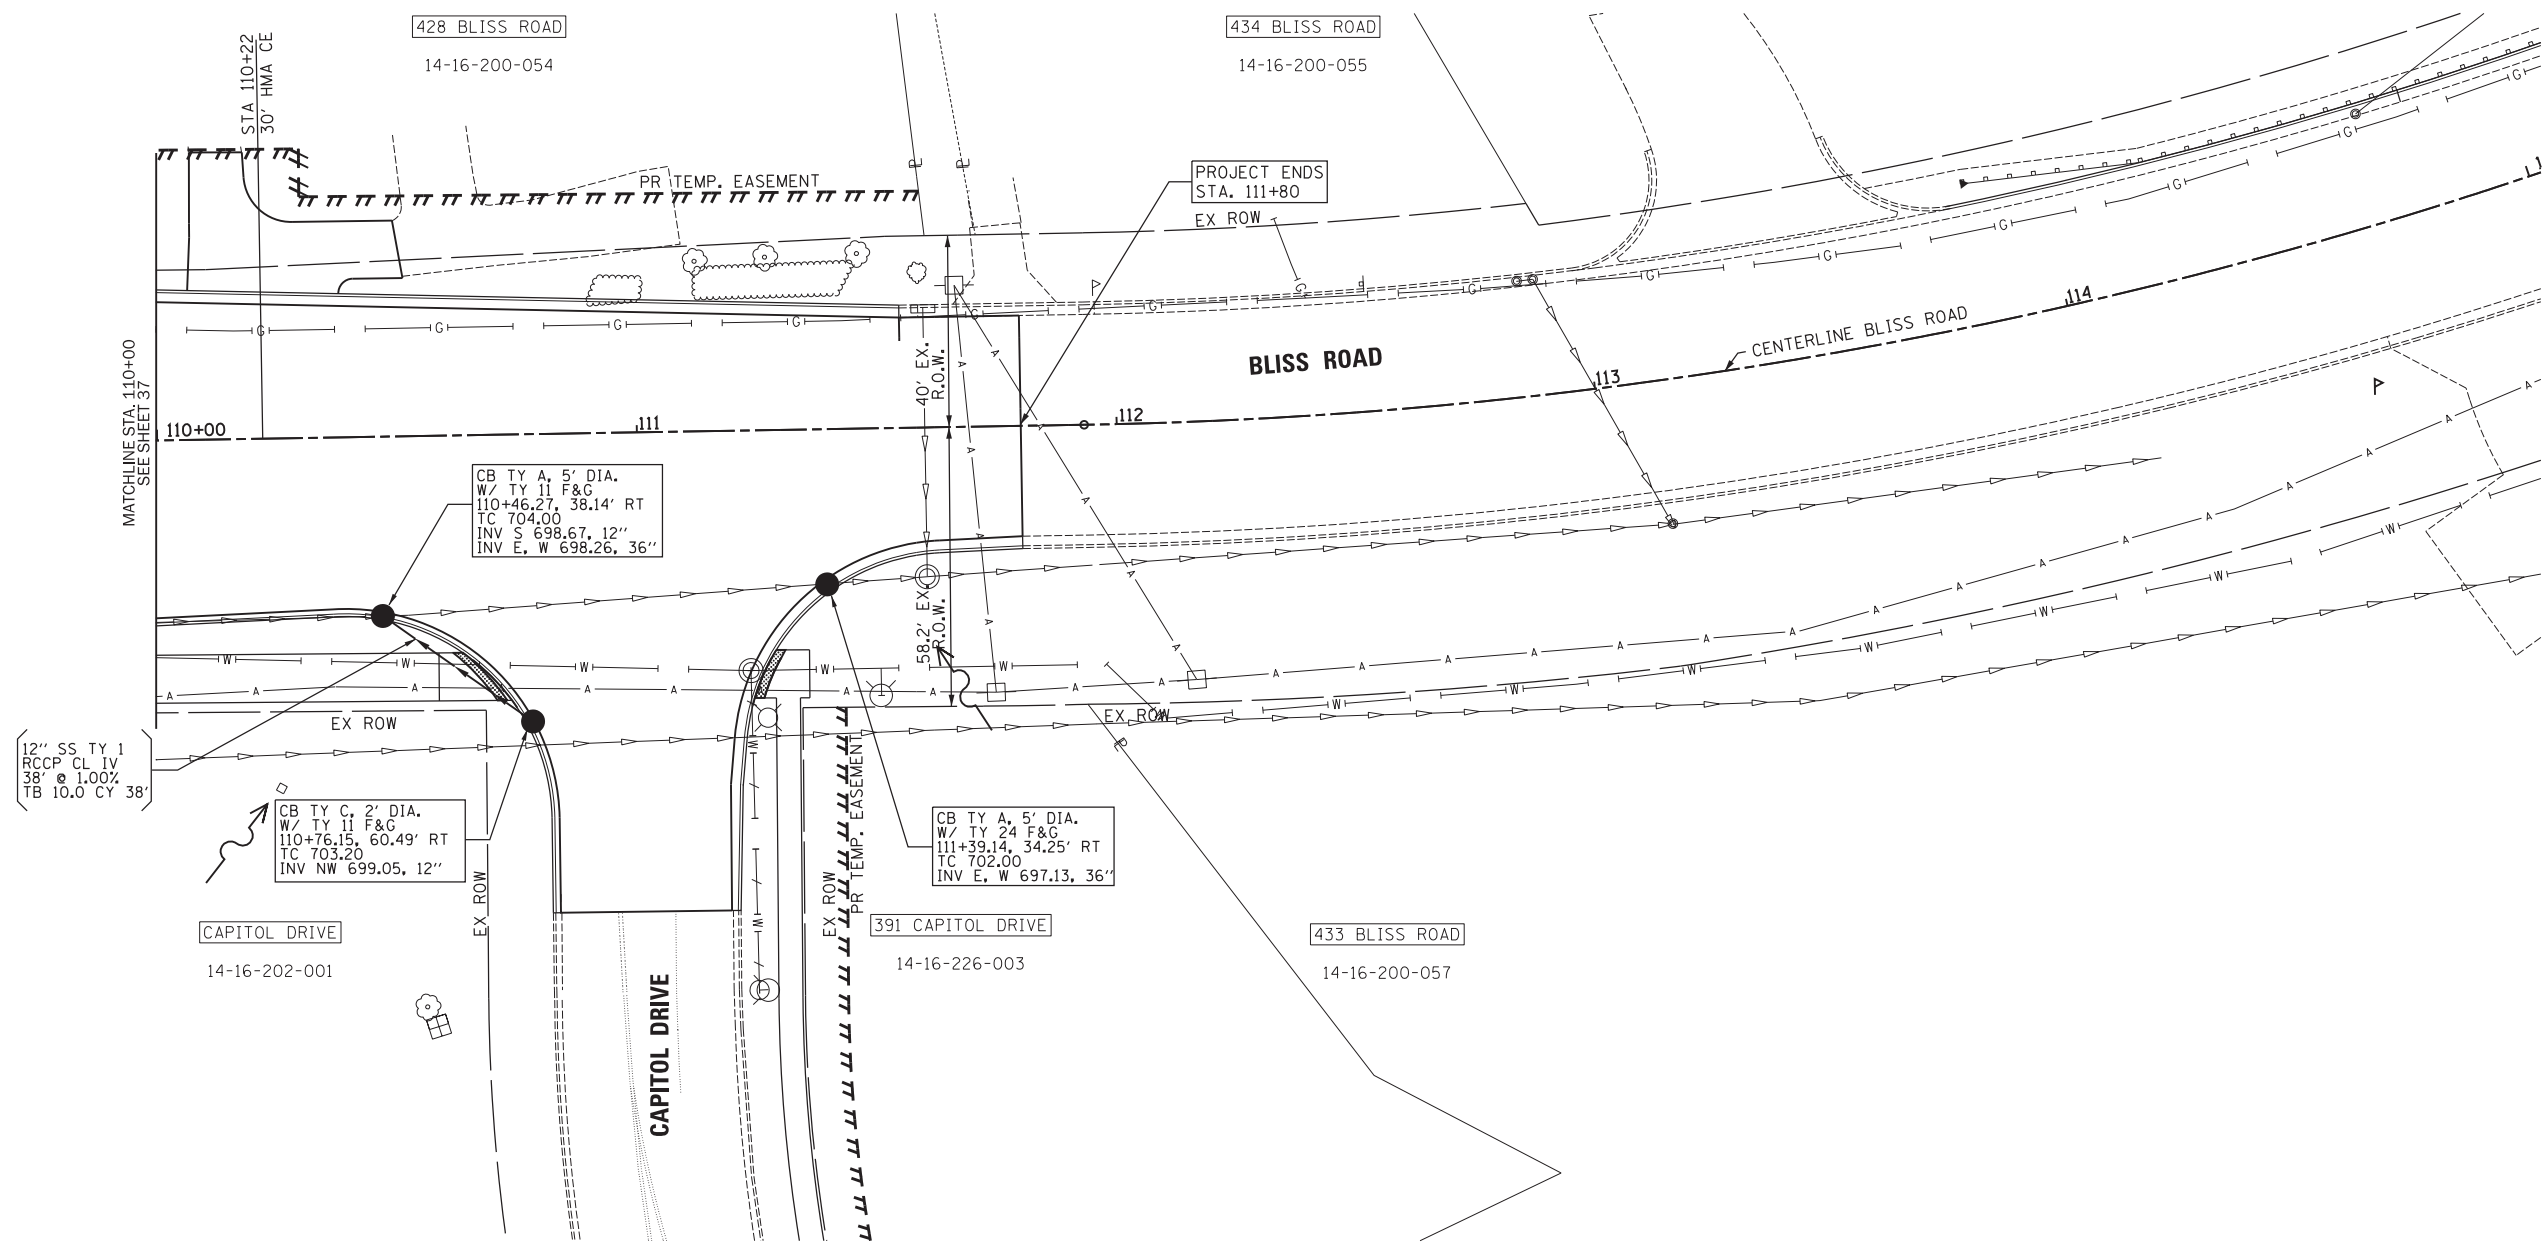 428 BLISS ROAD
14-16-200-054
434 BLISS ROAD
14-16-200-055
STA 110+22
30' HMA CE
PR TEMP. EASEMENT
PROJECT ENDS
STA. 111+80
EX ROW
BLISS ROAD
CENTERLINE BLISS ROAD
40' EX.
R.O.W.
MATCHLINE STA. 110+00
SEE SHEET 37
110+00
111
112
113
114
CB TY A, 5' DIA.
W/ TY 11 F&G
110+46.27, 38.14' RT
TC 704.00
INV S 698.67, 12''
INV E, W 698.26, 36''
58.2' EX.
R.O.W.
EX ROW
EX ROW
12'' SS TY 1
RCCP CL IV
38' @ 1.00%
TB 10.0 CY 38'
CB TY C, 2' DIA.
W/ TY 11 F&G
110+76.15, 60.49' RT
TC 703.20
INV NW 699.05, 12''
EX ROW
EX ROW
PR TEMP. EASEMENT
CB TY A, 5' DIA.
W/ TY 24 F&G
111+39.14, 34.25' RT
TC 702.00
INV E, W 697.13, 36''
CAPITOL DRIVE
14-16-202-001
391 CAPITOL DRIVE
14-16-226-003
433 BLISS ROAD
14-16-200-057
CAPITOL DRIVE